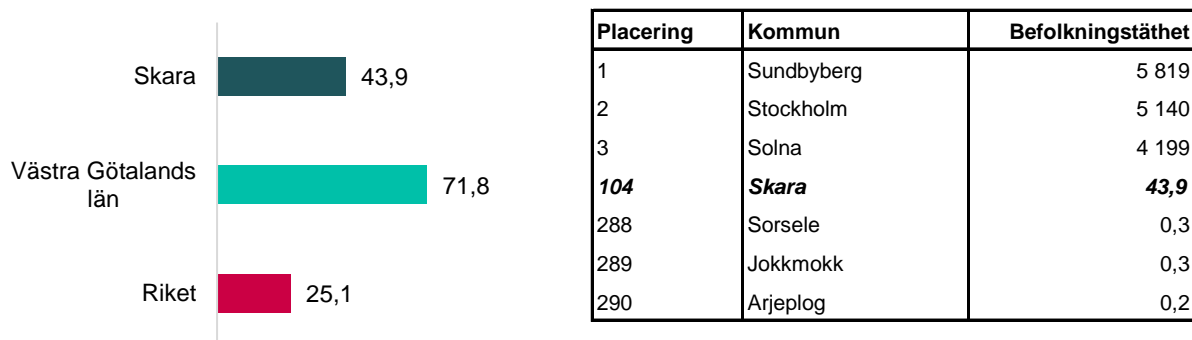 Skara 43,9
Västra Götalands
län 71,8
Riket 25,1
Placering Kommun Befolkningstäthet
1 Sundbyberg 5 819
2 Stockholm 5 140
3 Solna 4 199
104 Skara 43,9
288 Sorsele 0,3
289 Jokkmokk 0,3
290 Arjeplog 0,2